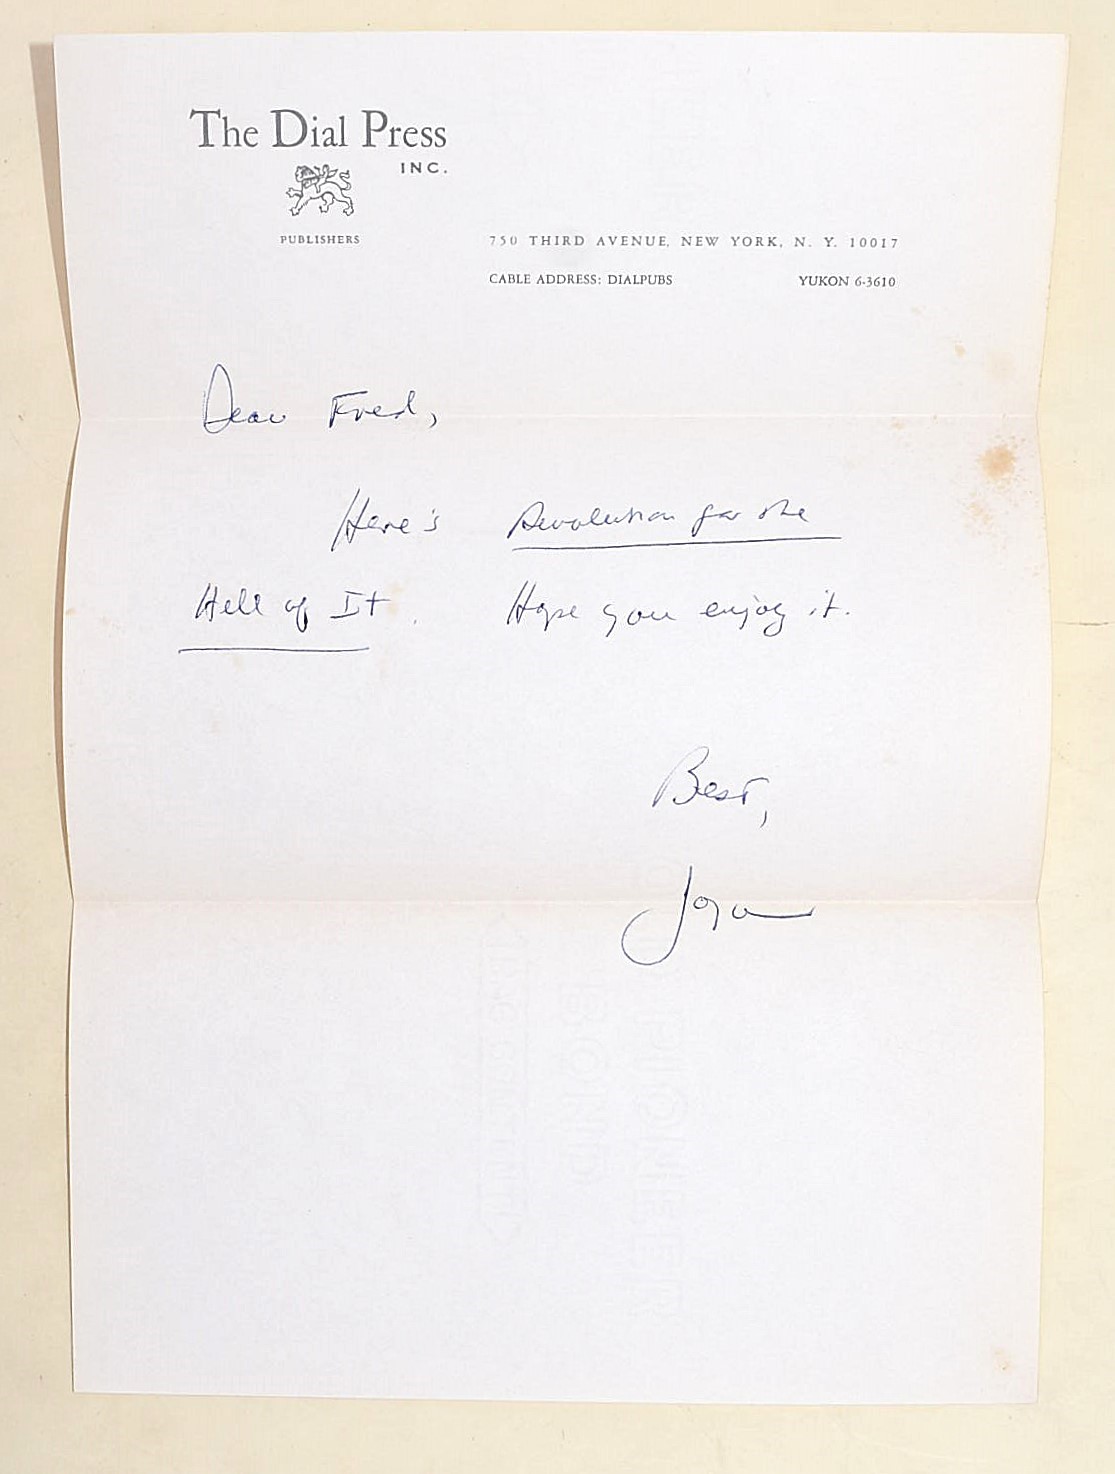 The Dial Press
INC.
PUBLISHERS
750 THIRD AVENUE, NEW YORK, N. Y. 10017
CABLE ADDRESS: DIALPUBS YUKON 6-3610
Dear Fred,
Here's Revolution for the
Hell of It. Hope you enjoy it.
Best,